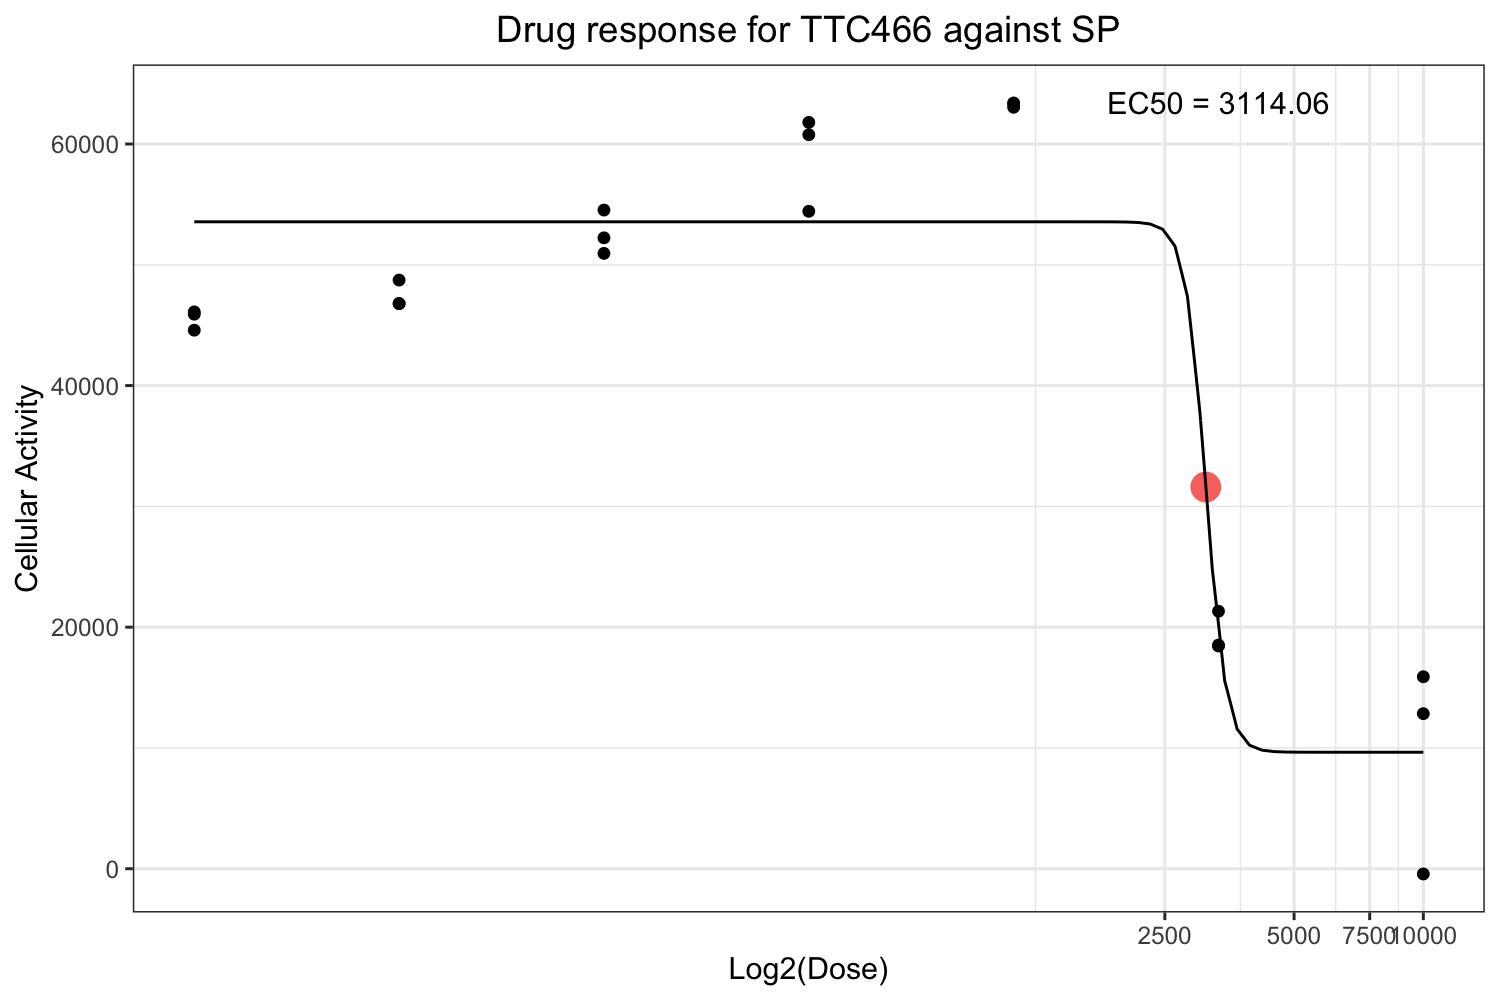 Drug response for TTC466 against SP
EC50 = 3114.06
60000
40000
20000
0
Cellular Activity
2500 5000 7500 10000
Log2(Dose)